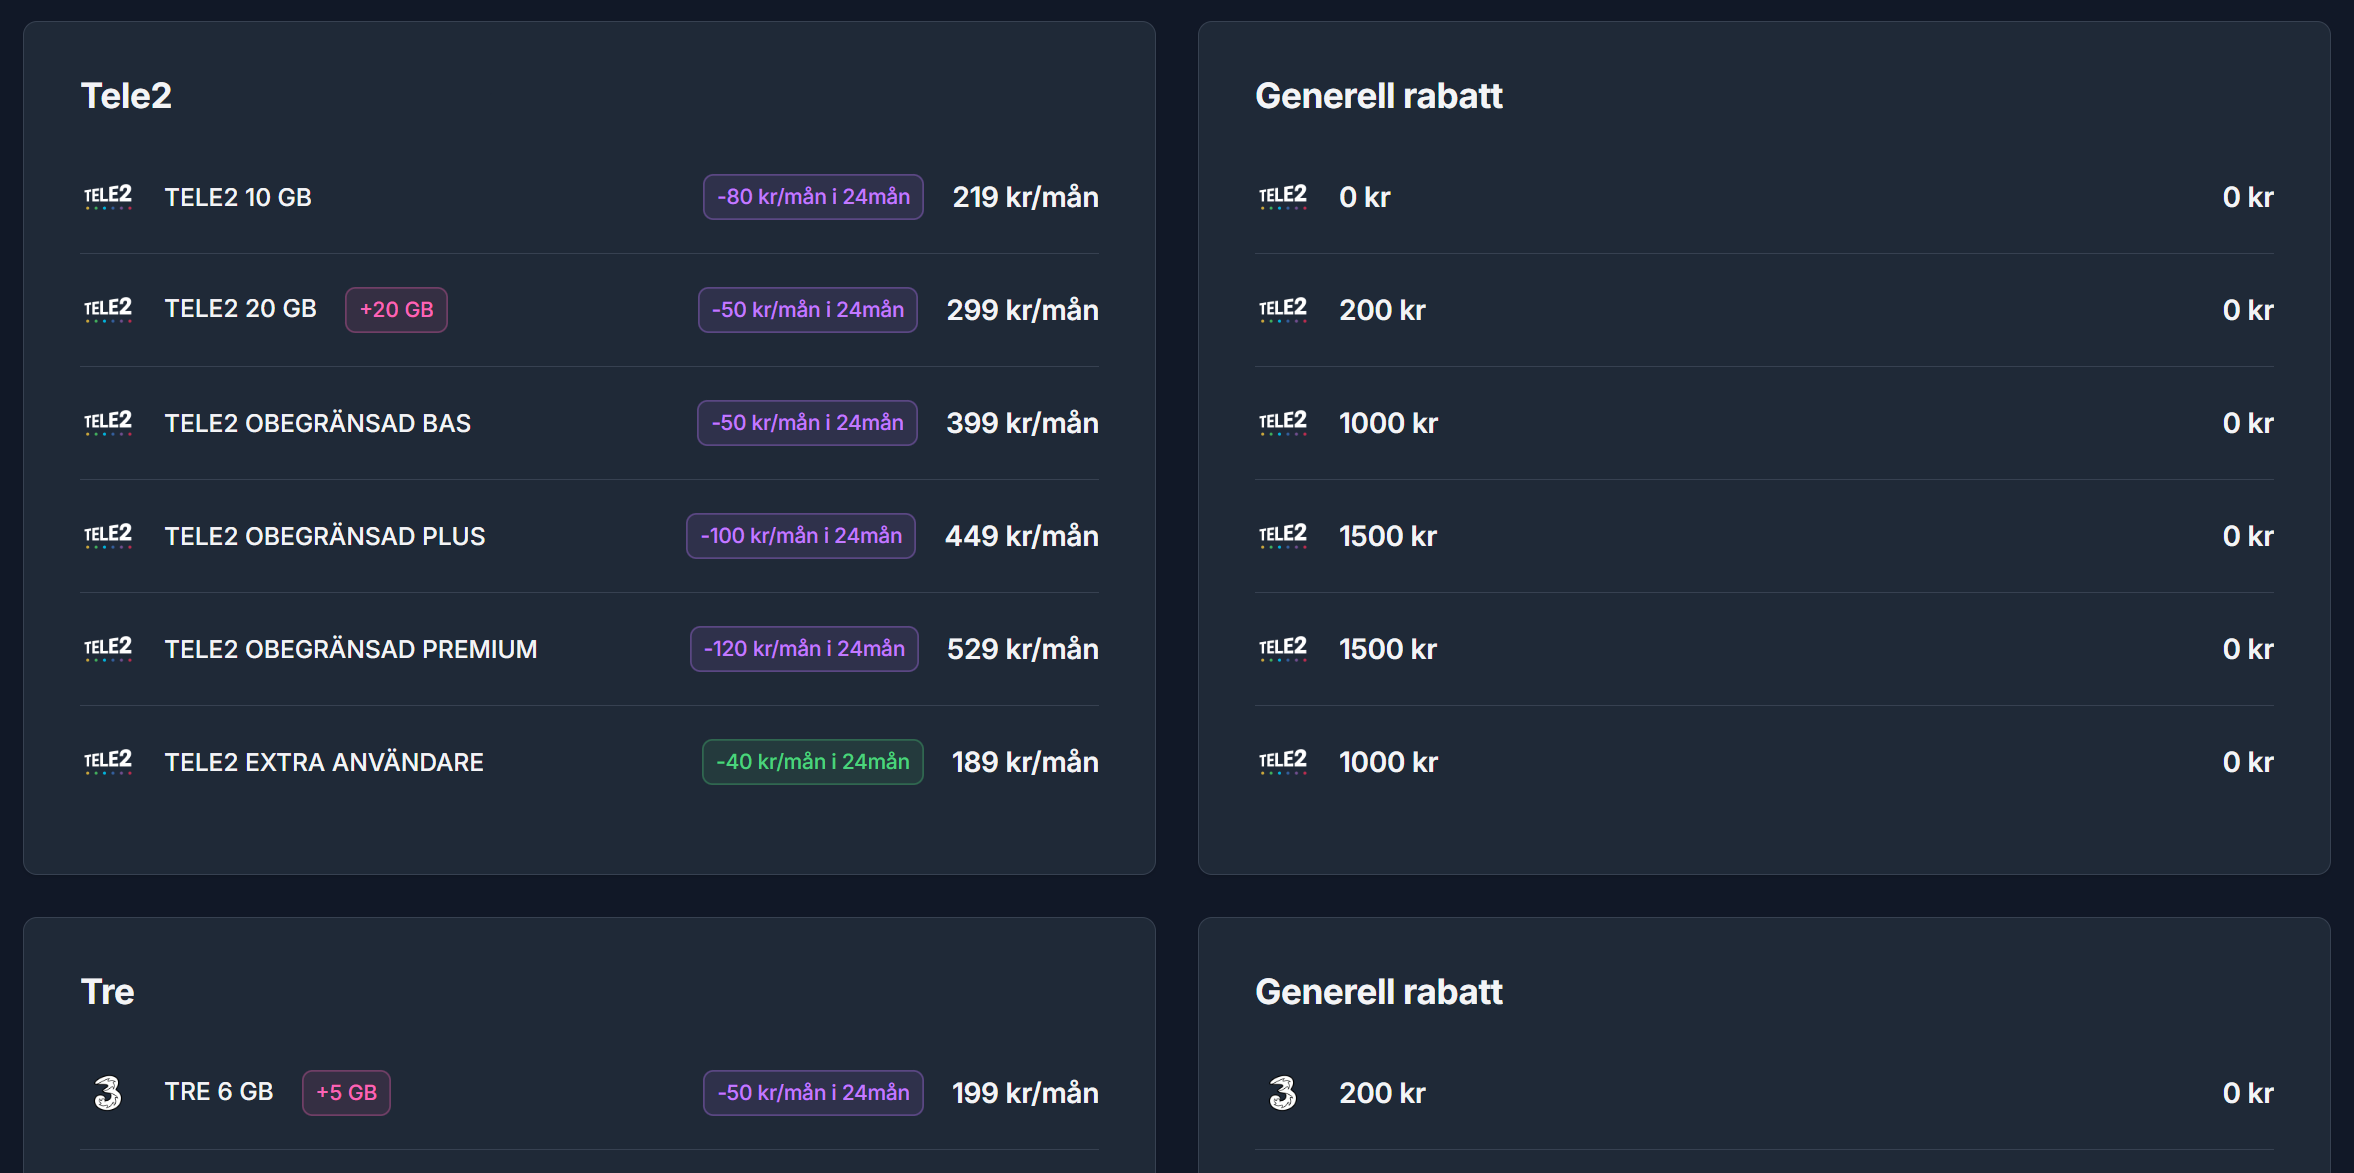 Tele2
TELE2 TELE2 10 GB -80 kr/mån i 24mån 219 kr/mån
TELE2 TELE2 20 GB +20 GB -50 kr/mån i 24mån 299 kr/mån
TELE2 TELE2 OBEGRÄNSAD BAS -50 kr/mån i 24mån 399 kr/mån
TELE2 TELE2 OBEGRÄNSAD PLUS -100 kr/mån i 24mån 449 kr/mån
TELE2 TELE2 OBEGRÄNSAD PREMIUM -120 kr/mån i 24mån 529 kr/mån
TELE2 TELE2 EXTRA ANVÄNDARE -40 kr/mån i 24mån 189 kr/mån
Generell rabatt
TELE2 0 kr 0 kr
TELE2 200 kr 0 kr
TELE2 1000 kr 0 kr
TELE2 1500 kr 0 kr
TELE2 1500 kr 0 kr
TELE2 1000 kr 0 kr
Tre
3 TRE 6 GB +5 GB -50 kr/mån i 24mån 199 kr/mån
Generell rabatt
3 200 kr 0 kr